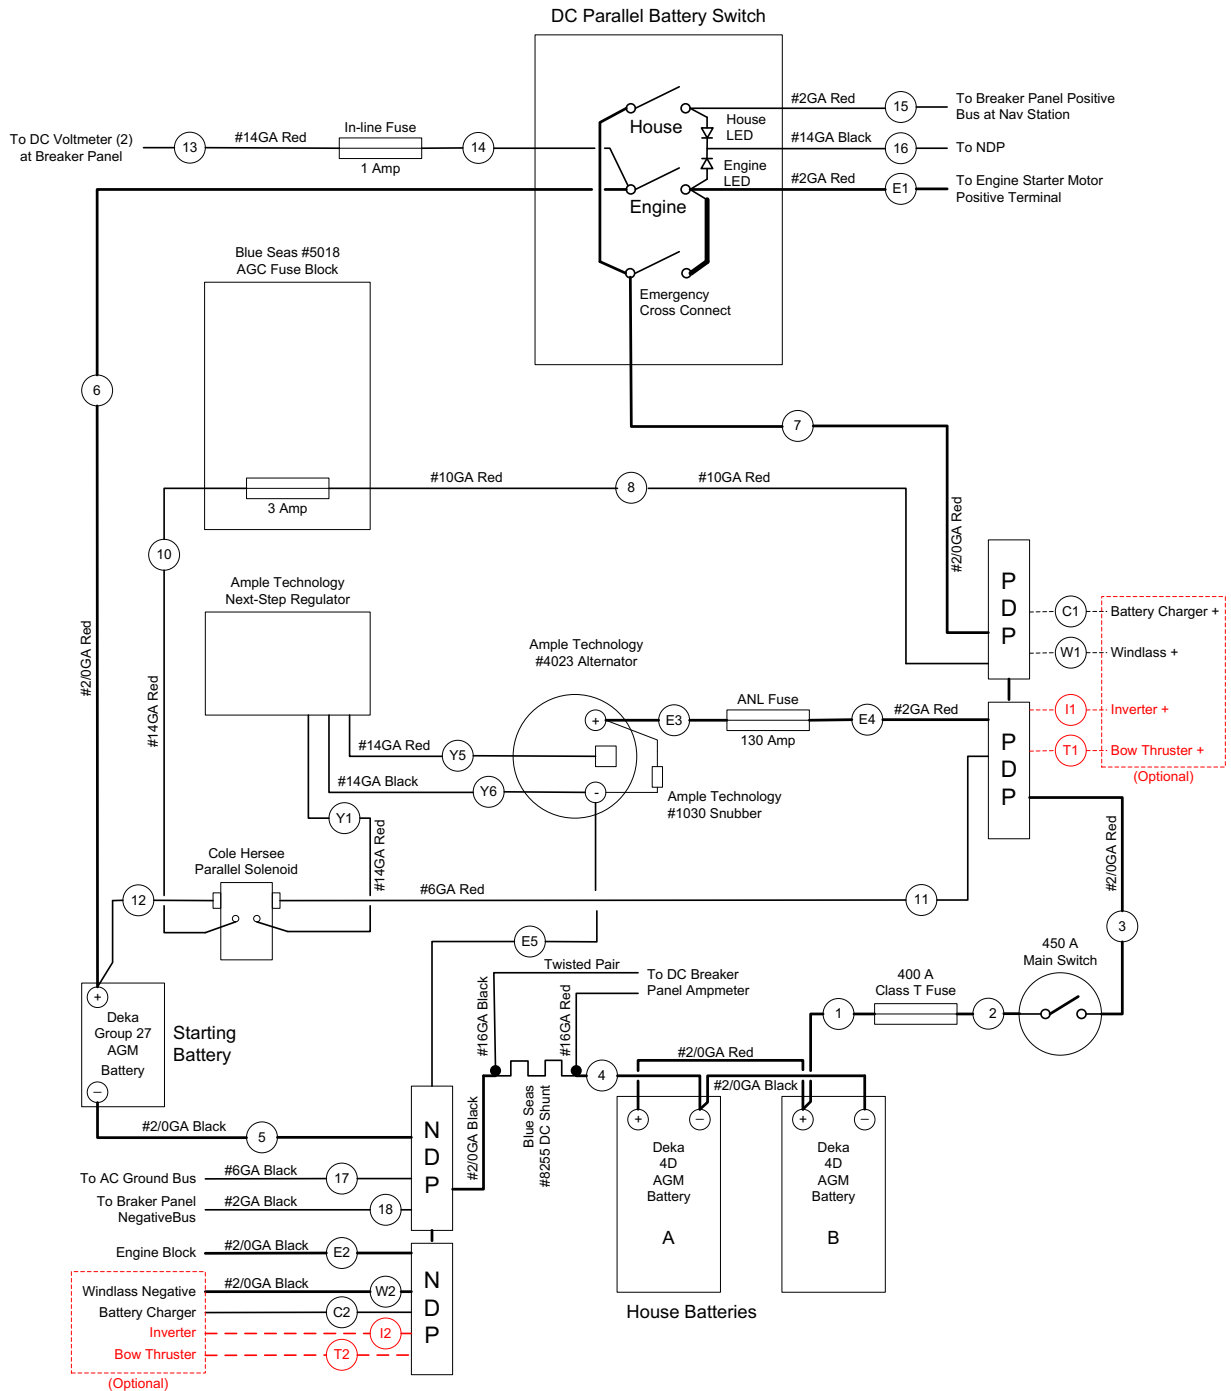 DC Parallel Battery Switch
#2GA Red
15
To Breaker Panel Positive
Bus at Nav Station
House
House
LED
#14GA Black
16
To NDP
To DC Voltmeter (2)
at Breaker Panel
13
#14GA Red
In-line Fuse
1 Amp
14
Engine
LED
Engine
#2GA Red
E1
To Engine Starter Motor
Positive Terminal
Emergency
Cross Connect
Blue Seas #5018
AGC Fuse Block
6
7
#10GA Red
8
#10GA Red
3 Amp
#2/0GA Red
10
Ample Technology
Next-Step Regulator
#2/0GA Red
#14GA Red
Ample Technology
#4023 Alternator
P
D
P
C1
Battery Charger +
W1
Windlass +
I1
Inverter +
T1
Bow Thruster +
(Optional)
+
E3
ANL Fuse
130 Amp
E4
#2GA Red
P
D
P
#14GA Red
Y5
#14GA Black
Y6
-
Ample Technology
#1030 Snubber
Y1
#14GA Red
Cole Hersee
Parallel Solenoid
12
#6GA Red
11
#2/0GA Red
3
E5
450 A
Main Switch
Twisted Pair
To DC Breaker
Panel Ampmeter
400 A
Class T Fuse
#16GA Black
#16GA Red
1
2
+
Deka
Group 27
AGM
Battery
–
Starting
Battery
#2/0GA Red
4
#2/0GA Black
#2/0GA Black
Blue Seas
#8255 DC Shunt
+
–
+
–
Deka
4D
AGM
Battery
A
Deka
4D
AGM
Battery
B
House Batteries
#2/0GA Black
5
N
D
P
To AC Ground Bus
#6GA Black
17
To Braker Panel
NegativeBus
#2GA Black
18
Engine Block
#2/0GA Black
E2
N
D
P
Windlass Negative
#2/0GA Black
W2
Battery Charger
C2
Inverter
I2
Bow Thruster
T2
(Optional)